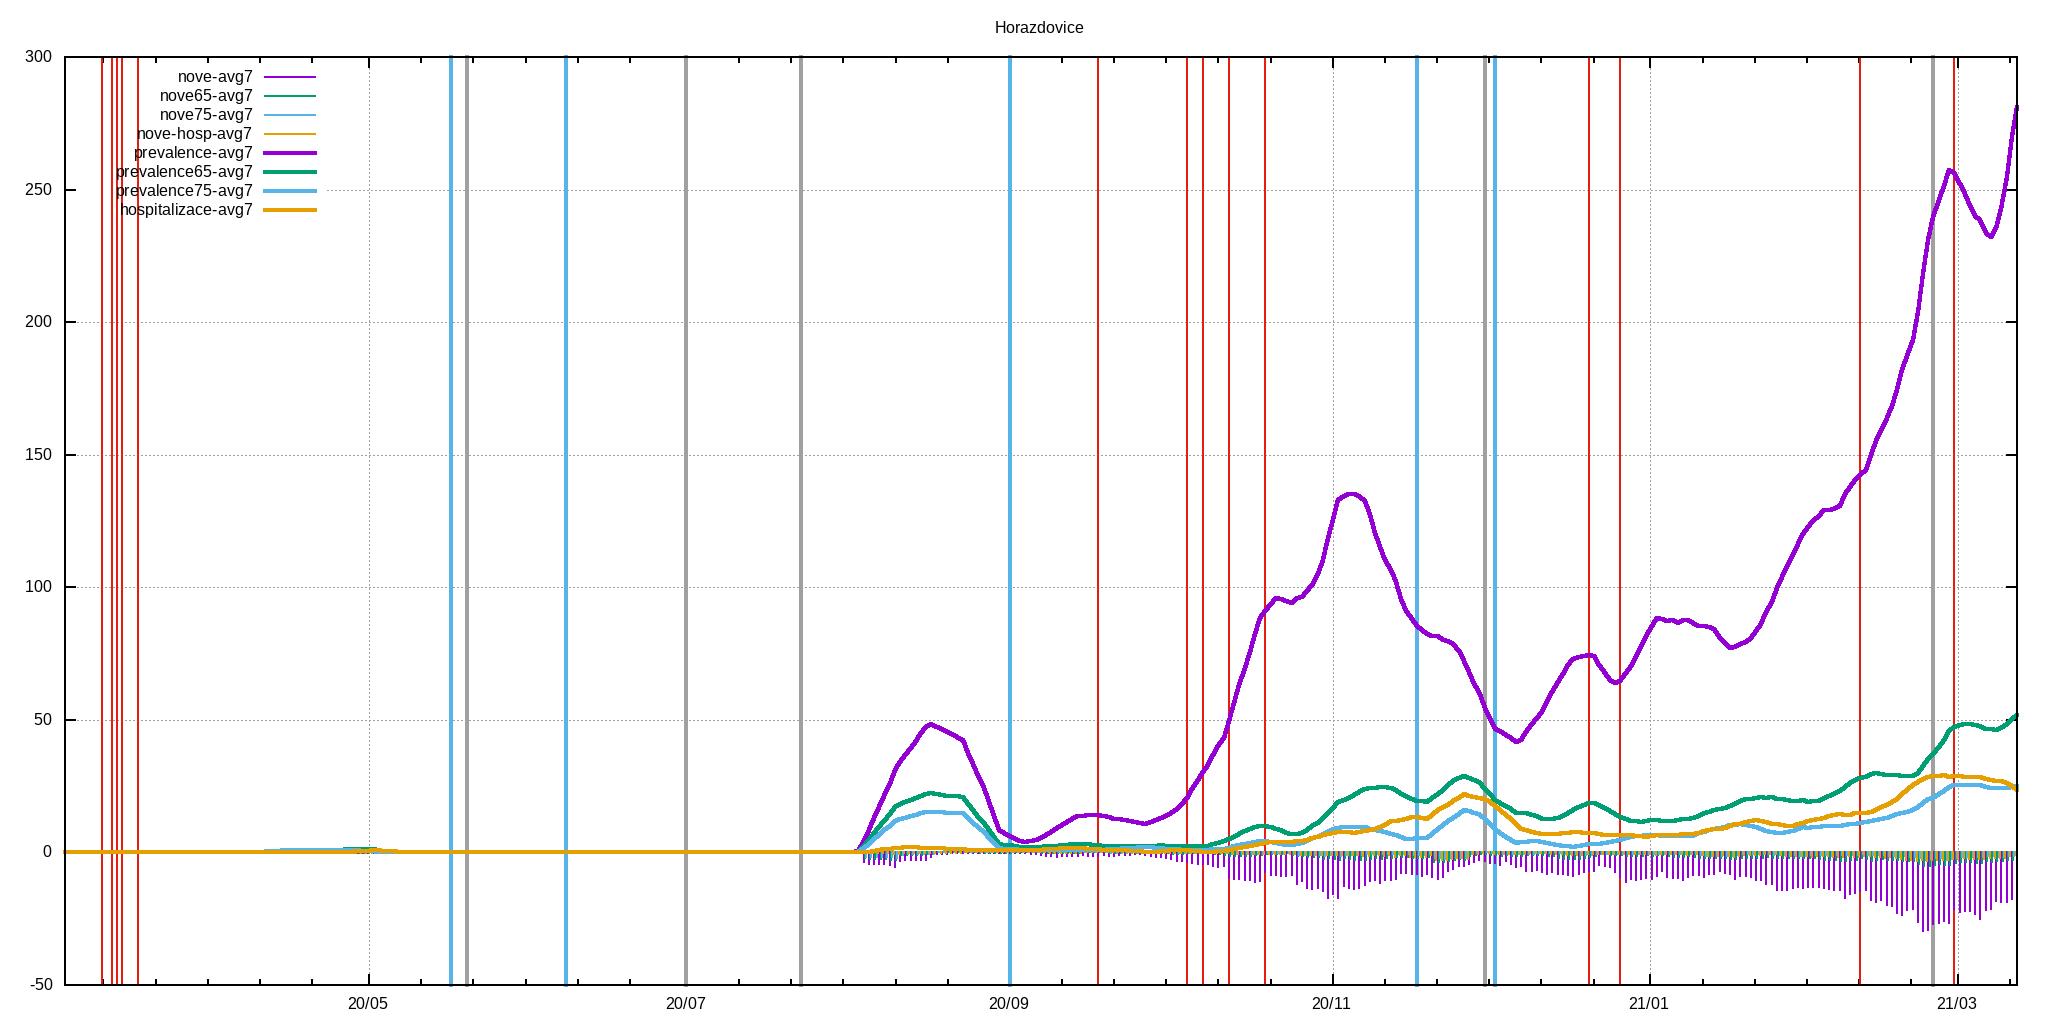 Horazdovice
300
250
200
150
100
50
0
-50
nove-avg7
nove65-avg7
nove75-avg7
nove-hosp-avg7
prevalence-avg7
prevalence65-avg7
prevalence75-avg7
hospitalizace-avg7
20/05 20/07 20/09 20/11 21/01 21/03